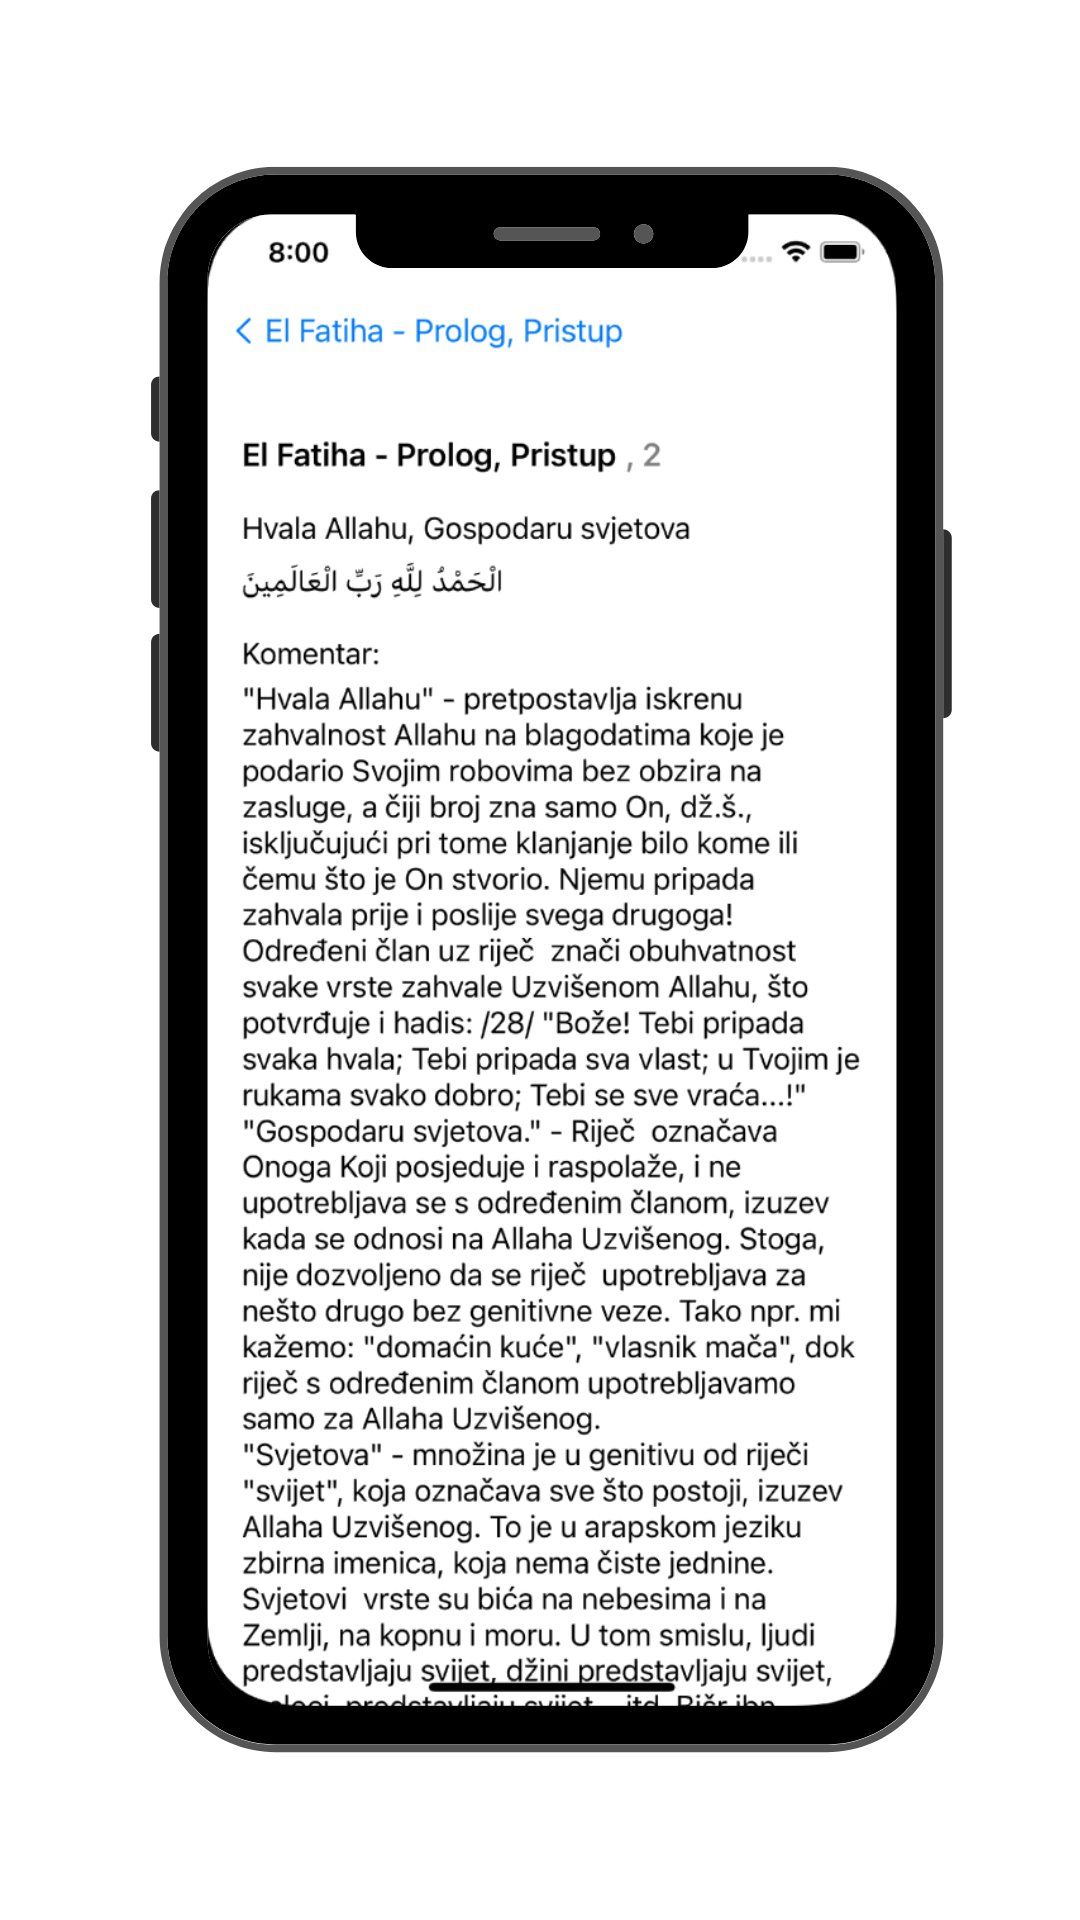 8:00
El Fatiha - Prolog, Pristup
El Fatiha - Prolog, Pristup , 2
Hvala Allahu, Gospodaru svjetova
الْحَمْدُ لِلَّهِ رَبِّ الْعَالَمِينَ
Komentar:
"Hvala Allahu" - pretpostavlja iskrenu
zahvalnost Allahu na blagodatima koje je
podario Svojim robovima bez obzira na
zasluge, a čiji broj zna samo On, dž.š.,
isključujući pri tome klanjanje bilo kome ili
čemu što je On stvorio. Njemu pripada
zahvala prije i poslije svega drugoga!
Određeni član uz riječ  znači obuhvatnost
svake vrste zahvale Uzvišenom Allahu, što
potvrđuje i hadis: /28/ "Bože! Tebi pripada
svaka hvala; Tebi pripada sva vlast; u Tvojim je
rukama svako dobro; Tebi se sve vraća...!"
"Gospodaru svjetova." - Riječ  označava
Onoga Koji posjeduje i raspolaže, i ne
upotrebljava se s određenim članom, izuzev
kada se odnosi na Allaha Uzvišenog. Stoga,
nije dozvoljeno da se riječ  upotrebljava za
nešto drugo bez genitivne veze. Tako npr. mi
kažemo: "domaćin kuće", "vlasnik mača", dok
riječ s određenim članom upotrebljavamo
samo za Allaha Uzvišenog.
"Svjetova" - množina je u genitivu od riječi
"svijet", koja označava sve što postoji, izuzev
Allaha Uzvišenog. To je u arapskom jeziku
zbirna imenica, koja nema čiste jednine.
Svjetovi  vrste su bića na nebesima i na
Zemlji, na kopnu i moru. U tom smislu, ljudi
predstavljaju svijet, džini predstavljaju svijet,
predstavljaju svijet... itd. Bišr ibn